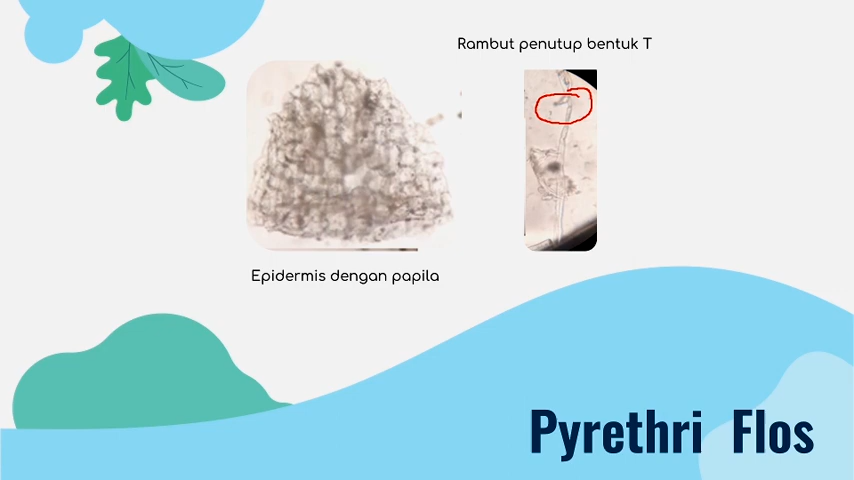 Rambut penutup bentuk T
Epidermis dengan papila
Pyrethri Flos